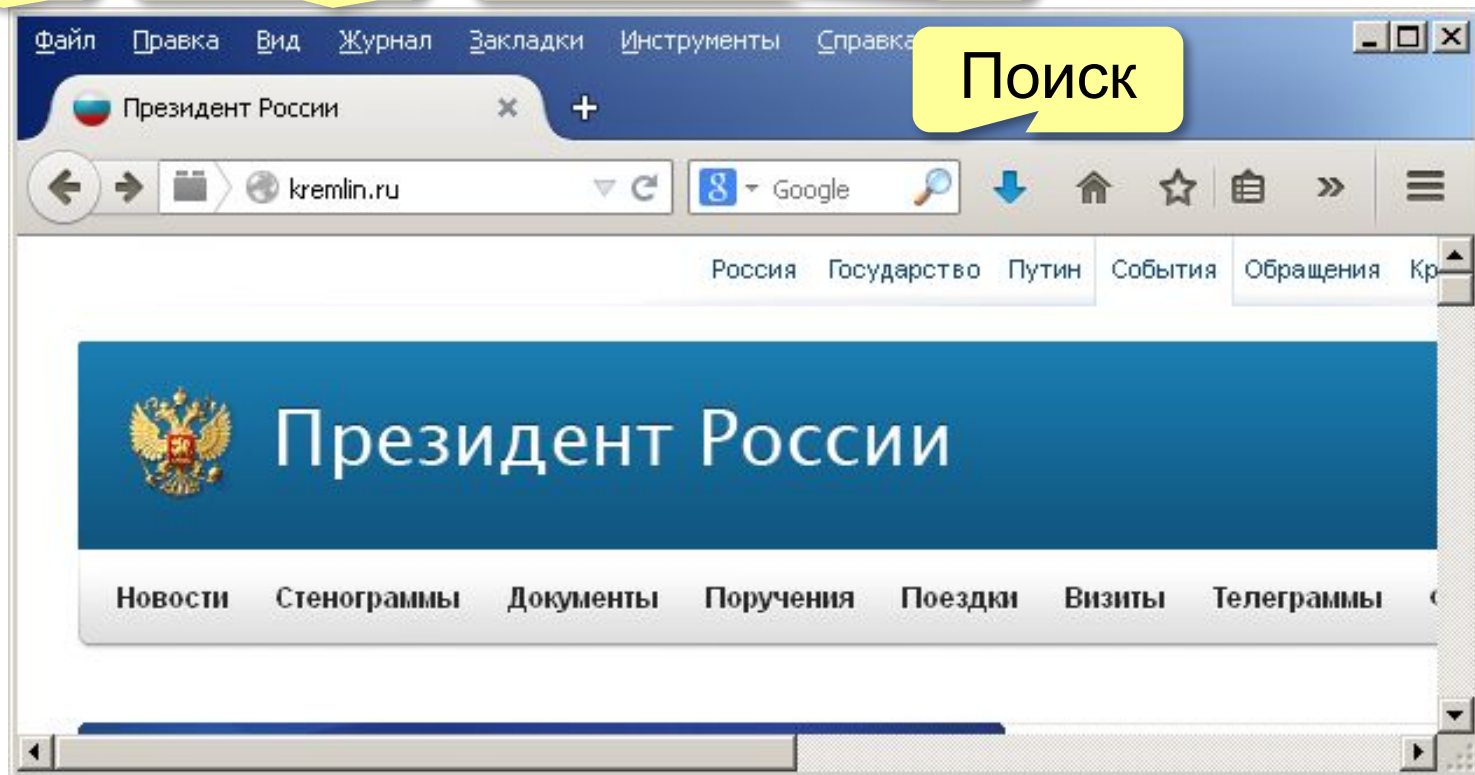 Файл Правка Вид Журнал Закладки Инструменты Справка
Поиск
Президент России
kremlin.ru
8 Google
Россия Государство Путин События Обращения
Президент России
Новости Стенограммы Документы Поручения Поездки Визиты Телеграммы